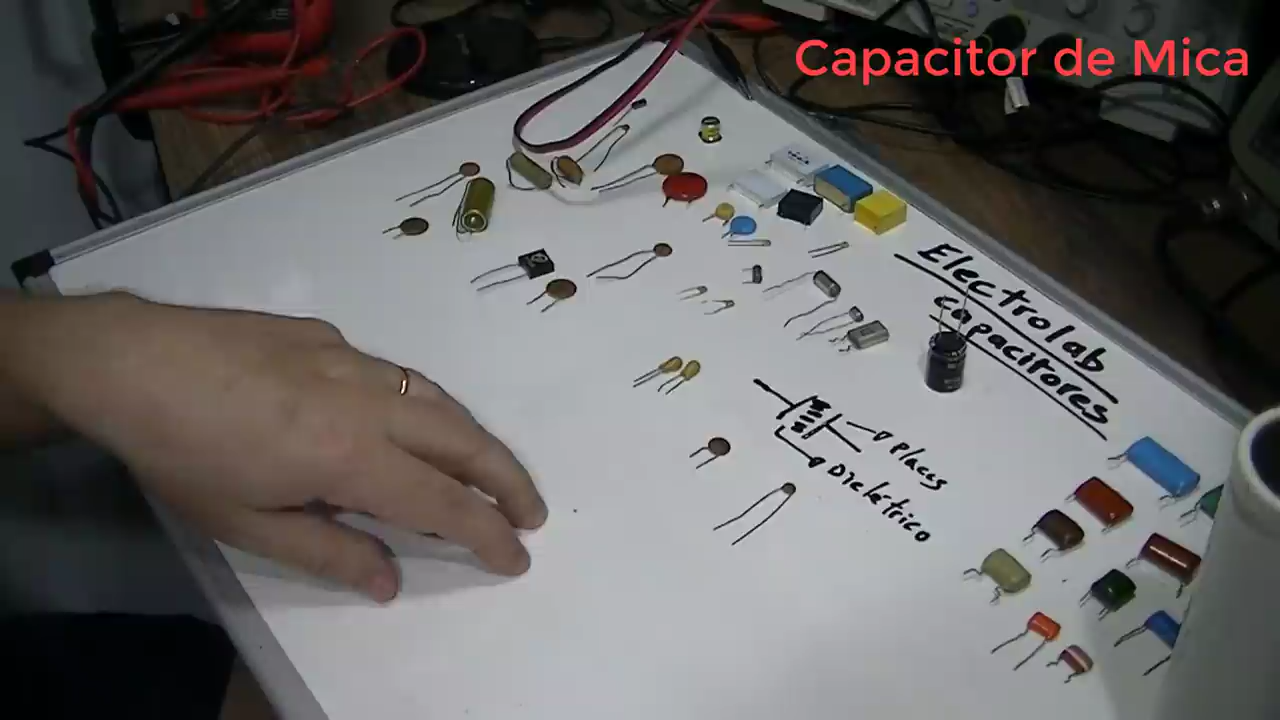 Capacitor de Mica
Electrolab
capacitores
Placas
Dieléctrico